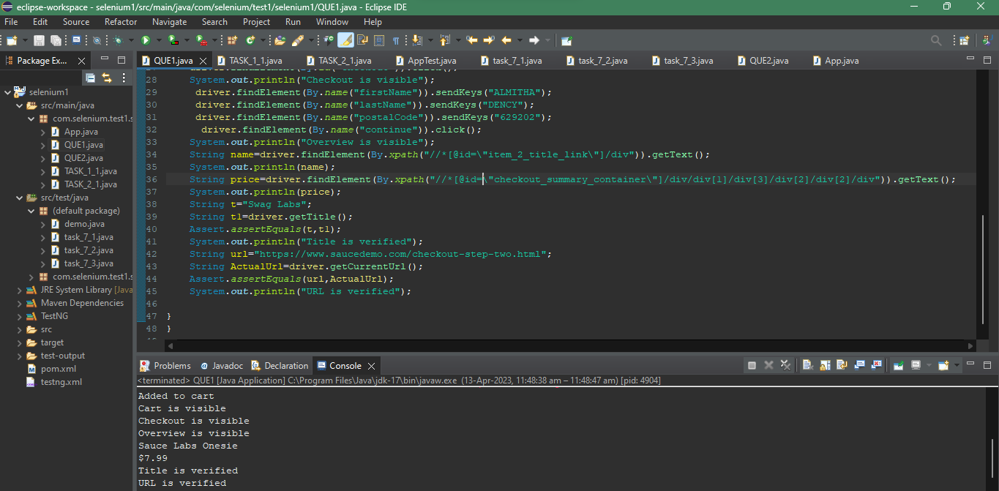 eclipse-workspace - selenium1/src/main/java/com/selenium/test1/selenium1/QUE1.java - Eclipse IDE
File Edit Source Refactor Navigate Search Project Run Window Help
Package Ex...
QUE1.java TASK_1_1.java TASK_2_1.java AppTest.java task_7_1.java task_7_2.java task_7_3.java QUE2.java App.java
selenium1
src/main/java
com.selenium.test1.s
App.java
QUE1.java
QUE2.java
TASK_1_1.java
TASK_2_1.java
src/test/java
(default package)
demo.java
task_7_1.java
task_7_2.java
task_7_3.java
com.selenium.test1.s
JRE System Library [Java
Maven Dependencies
TestNG
src
target
test-output
pom.xml
testng.xml
28 System.out.println("Checkout is visible");
29 driver.findElement(By.name("firstName")).sendKeys("ALMITHA");
30 driver.findElement(By.name("lastName")).sendKeys("DENCY");
31 driver.findElement(By.name("postalCode")).sendKeys("629202");
32 driver.findElement(By.name("continue")).click();
33 System.out.println("Overview is visible");
34 String name=driver.findElement(By.xpath("//*[@id=\"item_2_title_link\"]/div")).getText();
35 System.out.println(name);
36 String price=driver.findElement(By.xpath("//*[@id=\"checkout_summary_container\"]/div/div[1]/div[3]/div[2]/div[2]/div")).getText();
37 System.out.println(price);
38 String t="Swag Labs";
39 String t1=driver.getTitle();
40 Assert.assertEquals(t,t1);
41 System.out.println("Title is verified");
42 String url="https://www.saucedemo.com/checkout-step-two.html";
43 String ActualUrl=driver.getCurrentUrl();
44 Assert.assertEquals(url,ActualUrl);
45 System.out.println("URL is verified");
46
47 }
48 }
Problems Javadoc Declaration Console
<terminated> QUE1 [Java Application] C:\Program Files\Java\jdk-17\bin\javaw.exe (13-Apr-2023, 11:48:38 am – 11:48:47 am) [pid: 4904]
Added to cart
Cart is visible
Checkout is visible
Overview is visible
Sauce Labs Onesie
$7.99
Title is verified
URL is verified